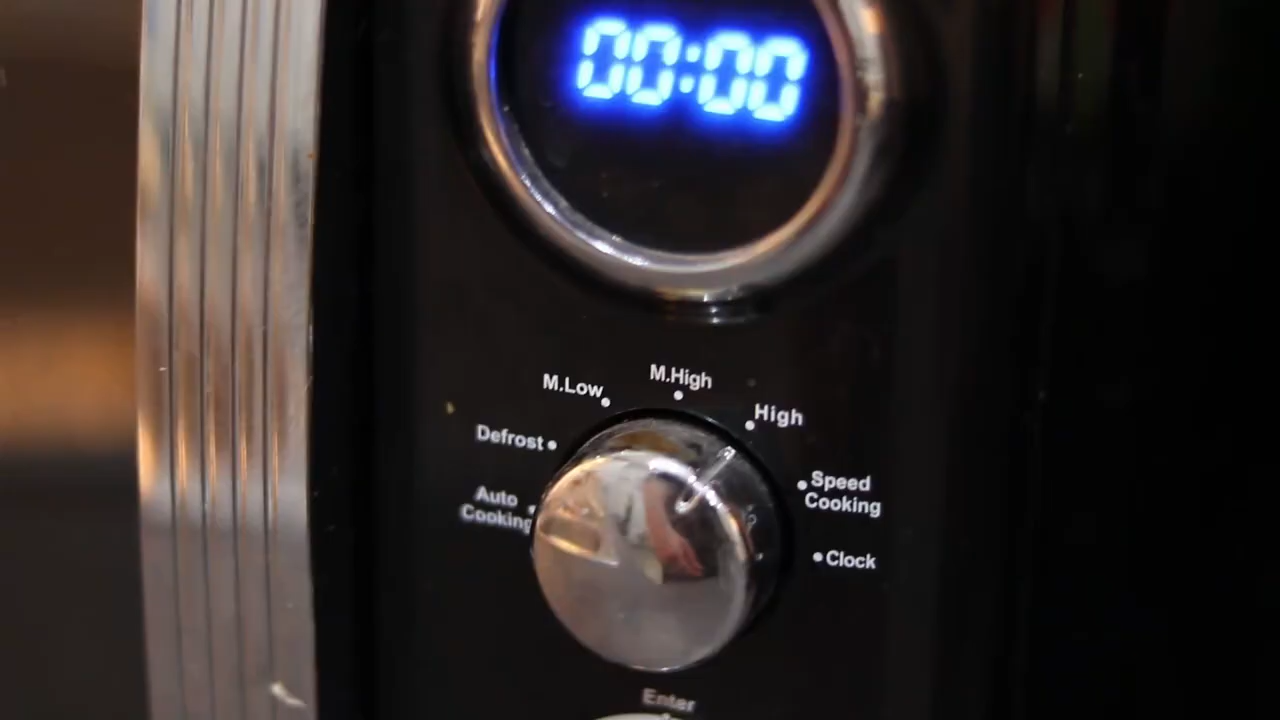 00:00
M.High
M.Low
High
Defrost
Speed
Cooking
Auto
Cooking
Clock
Enter